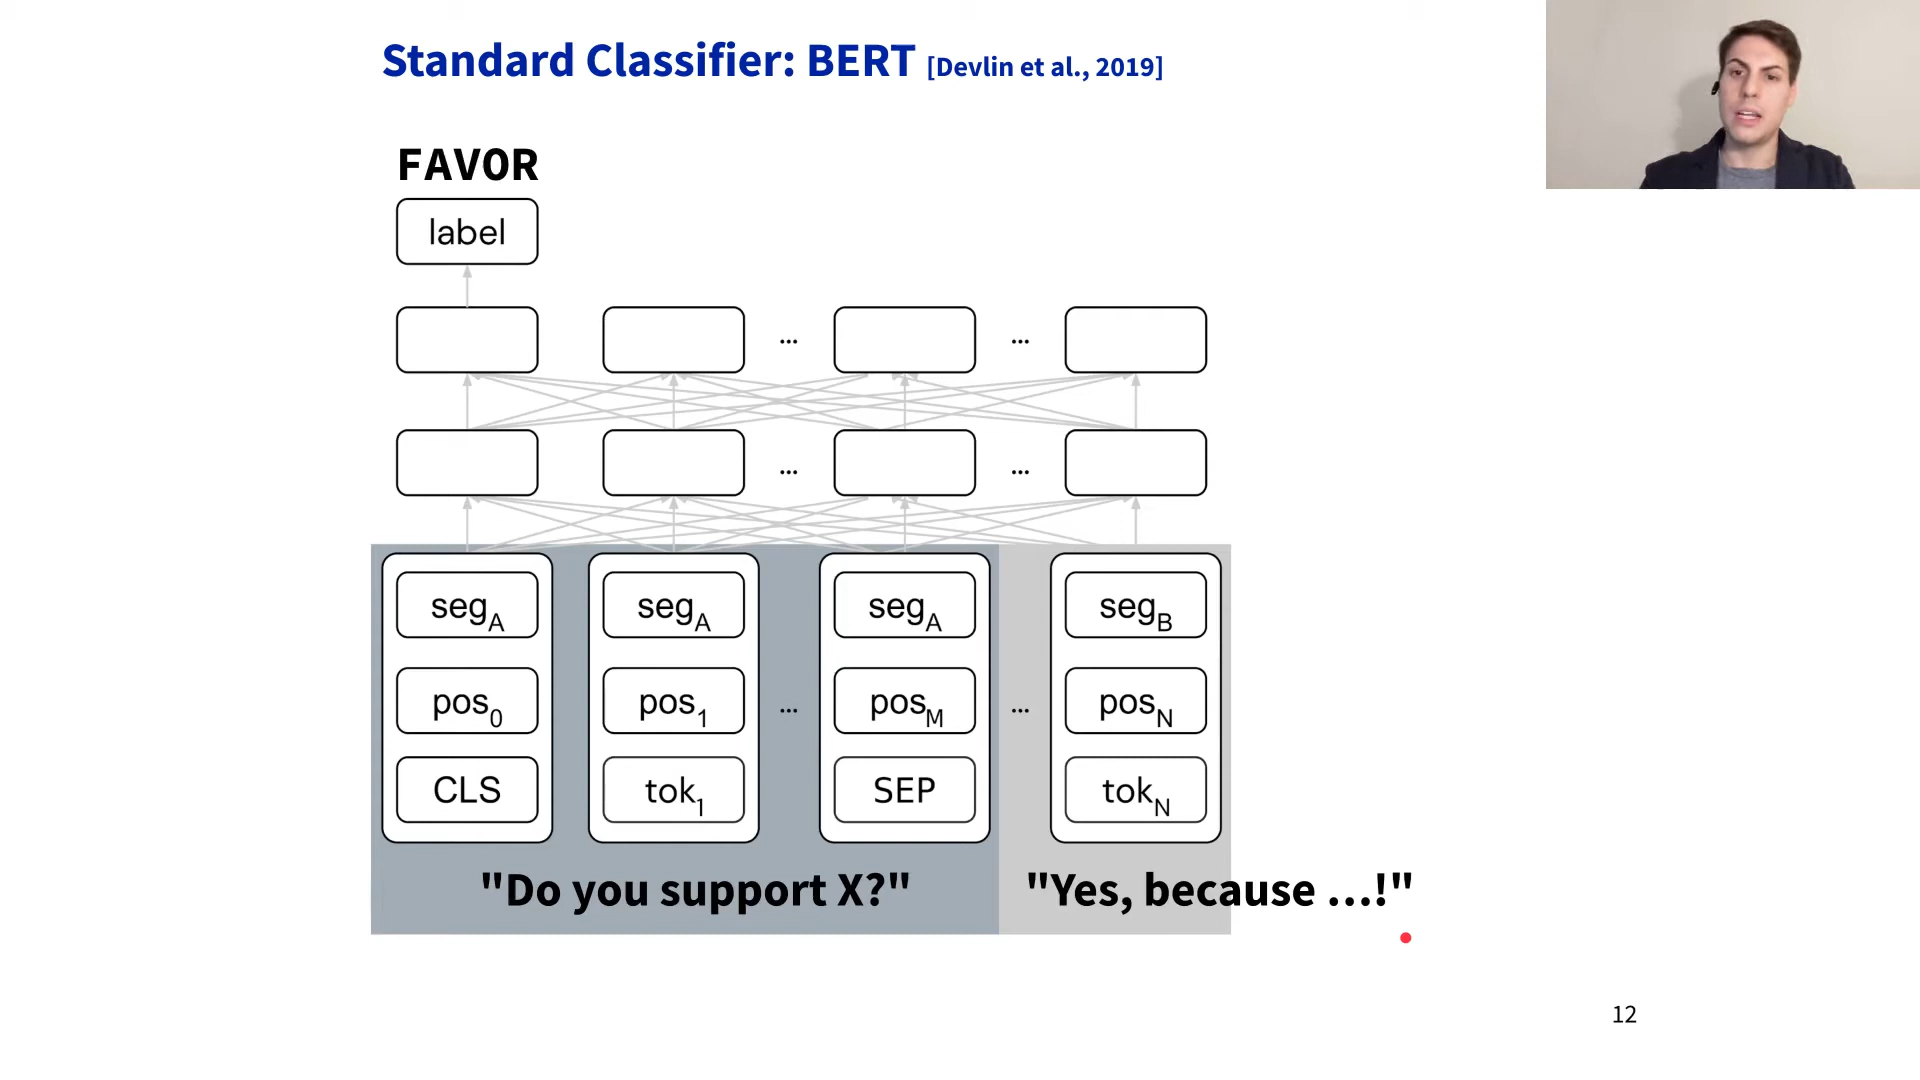 Standard Classifier: BERT [Devlin et al., 2019]
FAVOR
label
... ...
... ...
seg_A seg_A seg_A seg_B
pos_0 pos_1 ... pos_M ... pos_N
CLS tok_1 SEP tok_N
"Do you support X?" "Yes, because ...!"
12